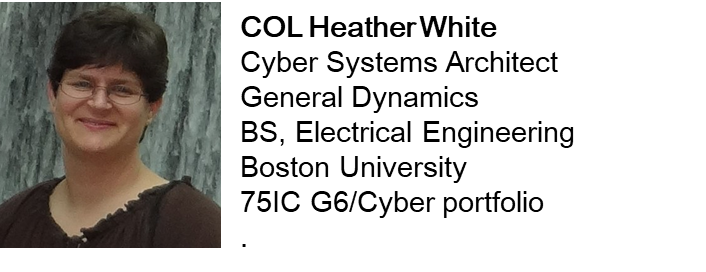 COL Heather White
Cyber Systems Architect
General Dynamics
BS, Electrical Engineering
Boston University
75IC G6/Cyber portfolio
.